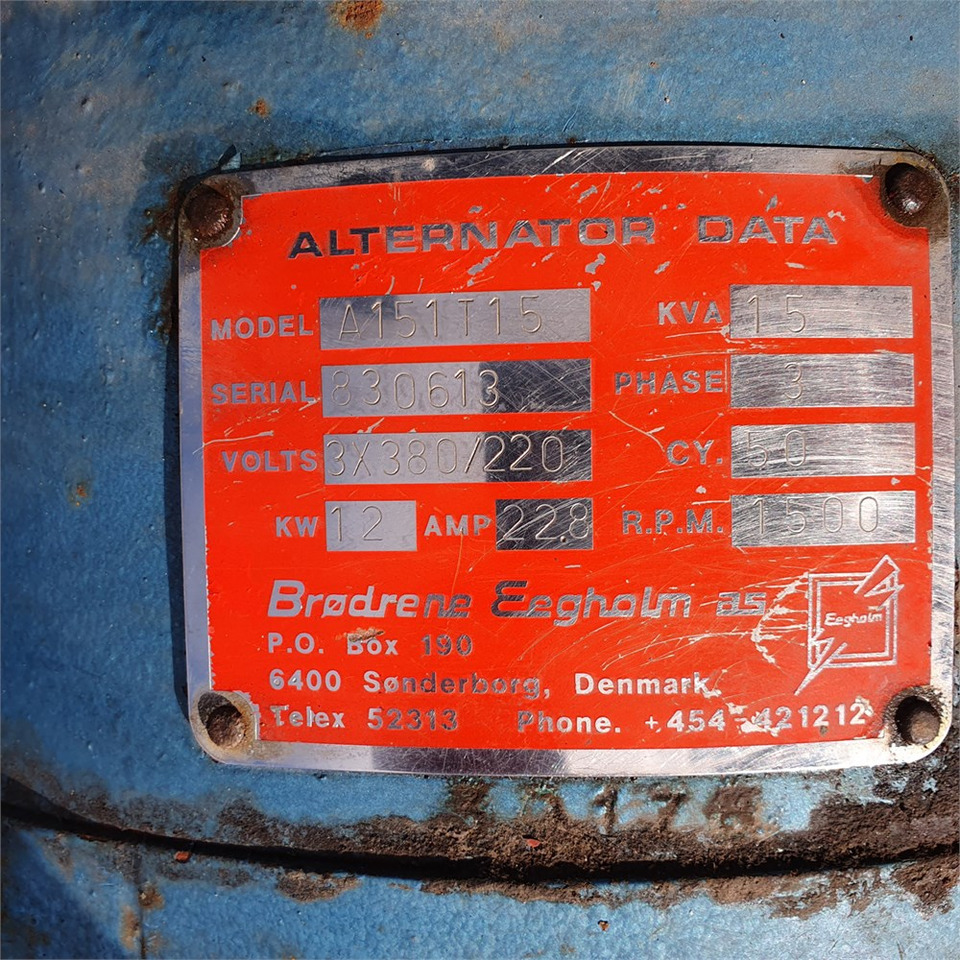 ALTERNATOR DATA
MODEL A151T15 KVA 15
SERIAL 830613 PHASE 3
VOLTS 3X380/220 CY. 50
KW 12 AMP 22.8 R.P.M. 1500
Brødrene Eegholm as
Eegholm
P.O. Box 190
6400 Sønderborg, Denmark
Telex 52313 Phone. +454-421212